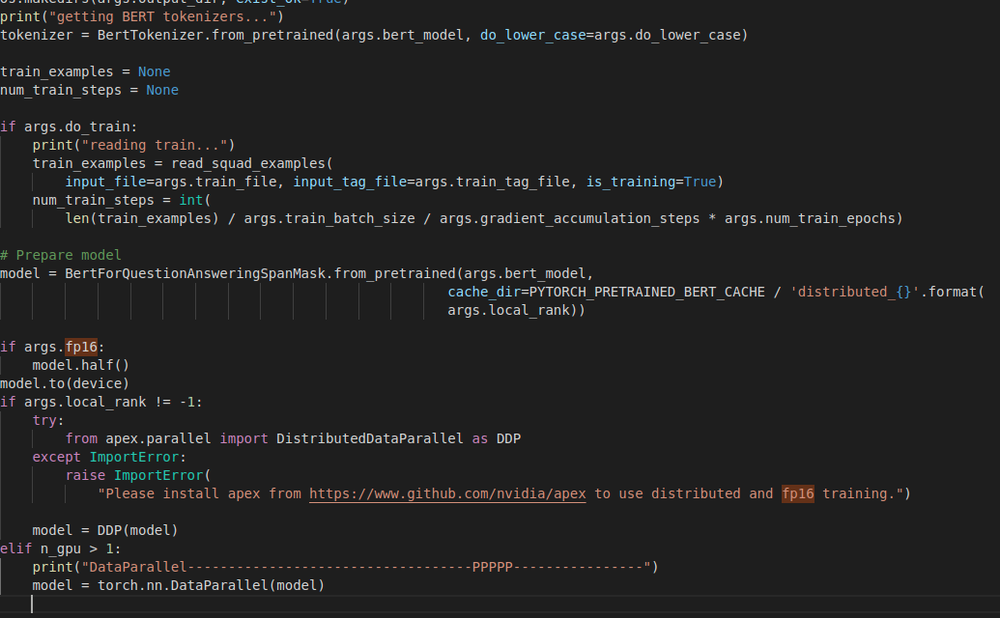 os.makedirs(args.output_dir, exist_ok=True)
print("getting BERT tokenizers...")
tokenizer = BertTokenizer.from_pretrained(args.bert_model, do_lower_case=args.do_lower_case)
train_examples = None
num_train_steps = None
if args.do_train:
print("reading train...")
train_examples = read_squad_examples(
input_file=args.train_file, input_tag_file=args.train_tag_file, is_training=True)
num_train_steps = int(
len(train_examples) / args.train_batch_size / args.gradient_accumulation_steps * args.num_train_epochs)
# Prepare model
model = BertForQuestionAnsweringSpanMask.from_pretrained(args.bert_model,
cache_dir=PYTORCH_PRETRAINED_BERT_CACHE / 'distributed_{}'.format(
args.local_rank))
if args.fp16:
model.half()
model.to(device)
if args.local_rank != -1:
try:
from apex.parallel import DistributedDataParallel as DDP
except ImportError:
raise ImportError(
"Please install apex from https://www.github.com/nvidia/apex to use distributed and fp16 training.")
model = DDP(model)
elif n_gpu > 1:
print("DataParallel-----------------------------------PPPPP----------------")
model = torch.nn.DataParallel(model)